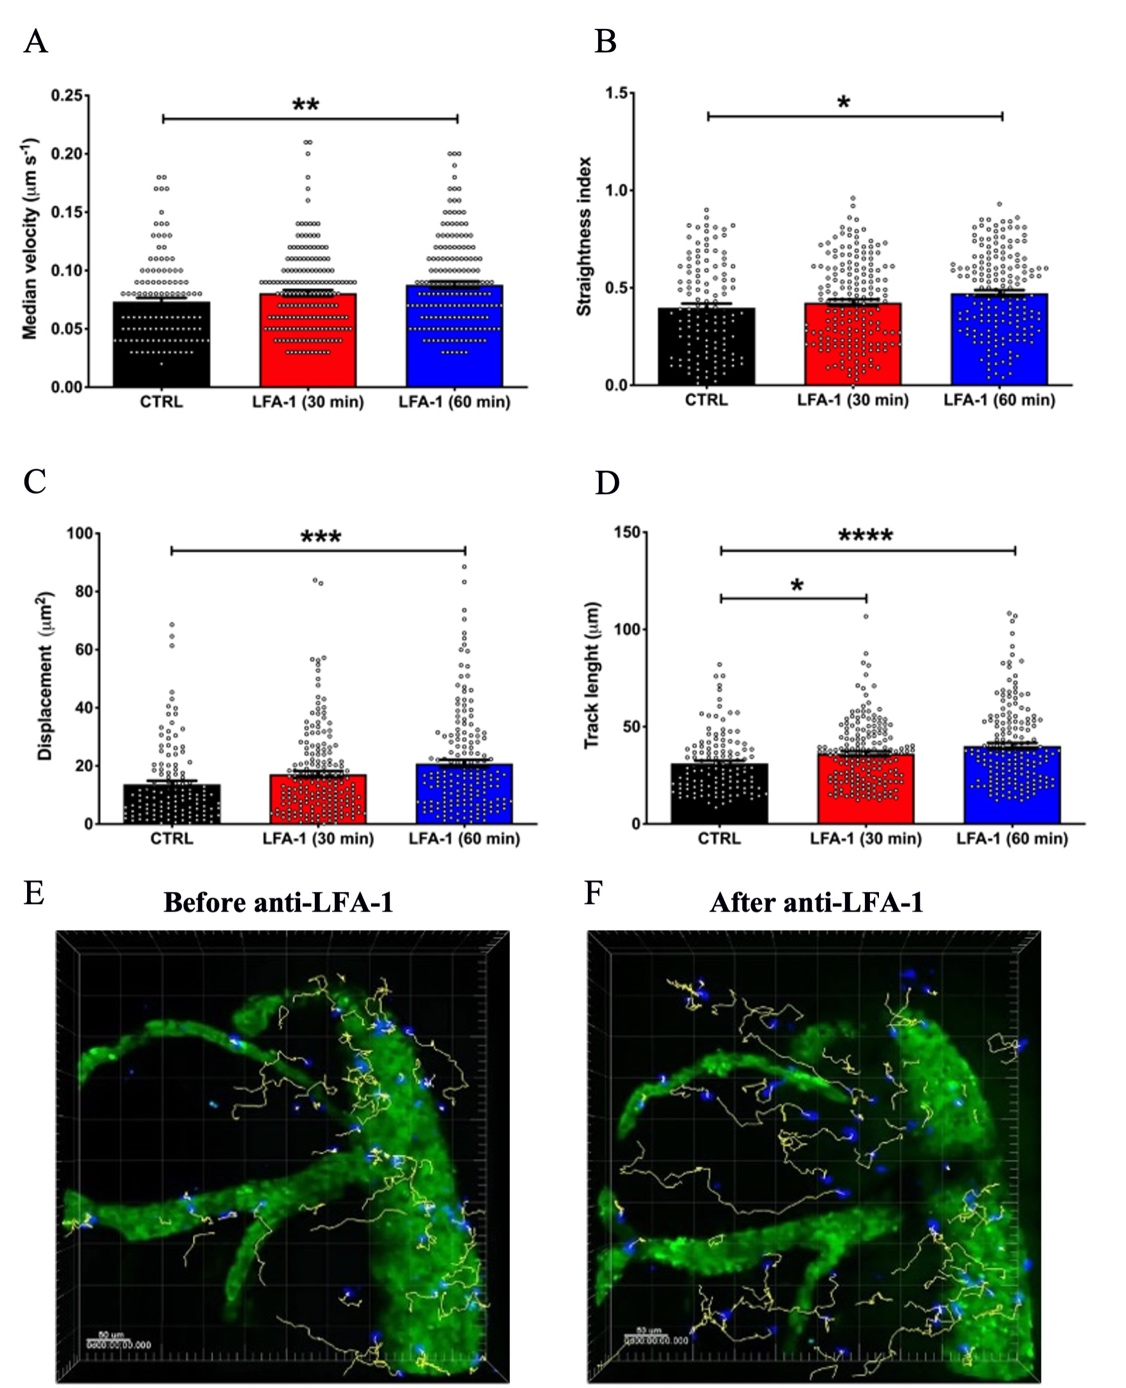 A
B
**
0.25
0.20
0.15
0.10
0.05
0.00
Median velocity (μm s-1)
CTRL
LFA-1 (30 min)
LFA-1 (60 min)
*
1.5
1.0
0.5
0.0
Straightness index
CTRL
LFA-1 (30 min)
LFA-1 (60 min)
C
D
***
100
80
60
40
20
0
Displacement (μm2)
CTRL
LFA-1 (30 min)
LFA-1 (60 min)
****
*
150
100
50
0
Track lenght (μm)
CTRL
LFA-1 (30 min)
LFA-1 (60 min)
E
Before anti-LFA-1
F
After anti-LFA-1
50 μm
50 μm